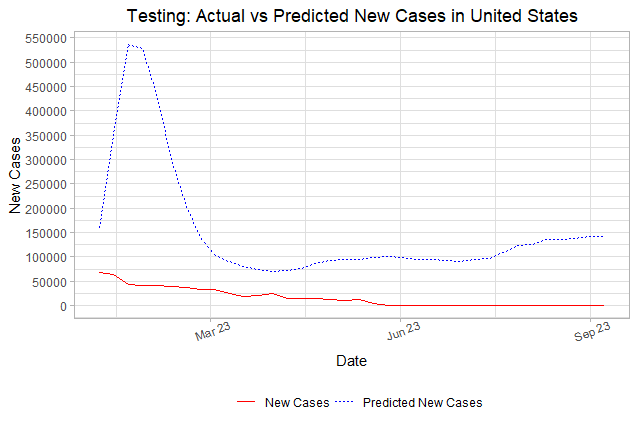 Testing: Actual vs Predicted New Cases in United States
550000
500000
450000
400000
350000
300000
250000
200000
150000
100000
50000
0
New Cases
Mar 23
Jun 23
Sep 23
Date
New Cases
Predicted New Cases